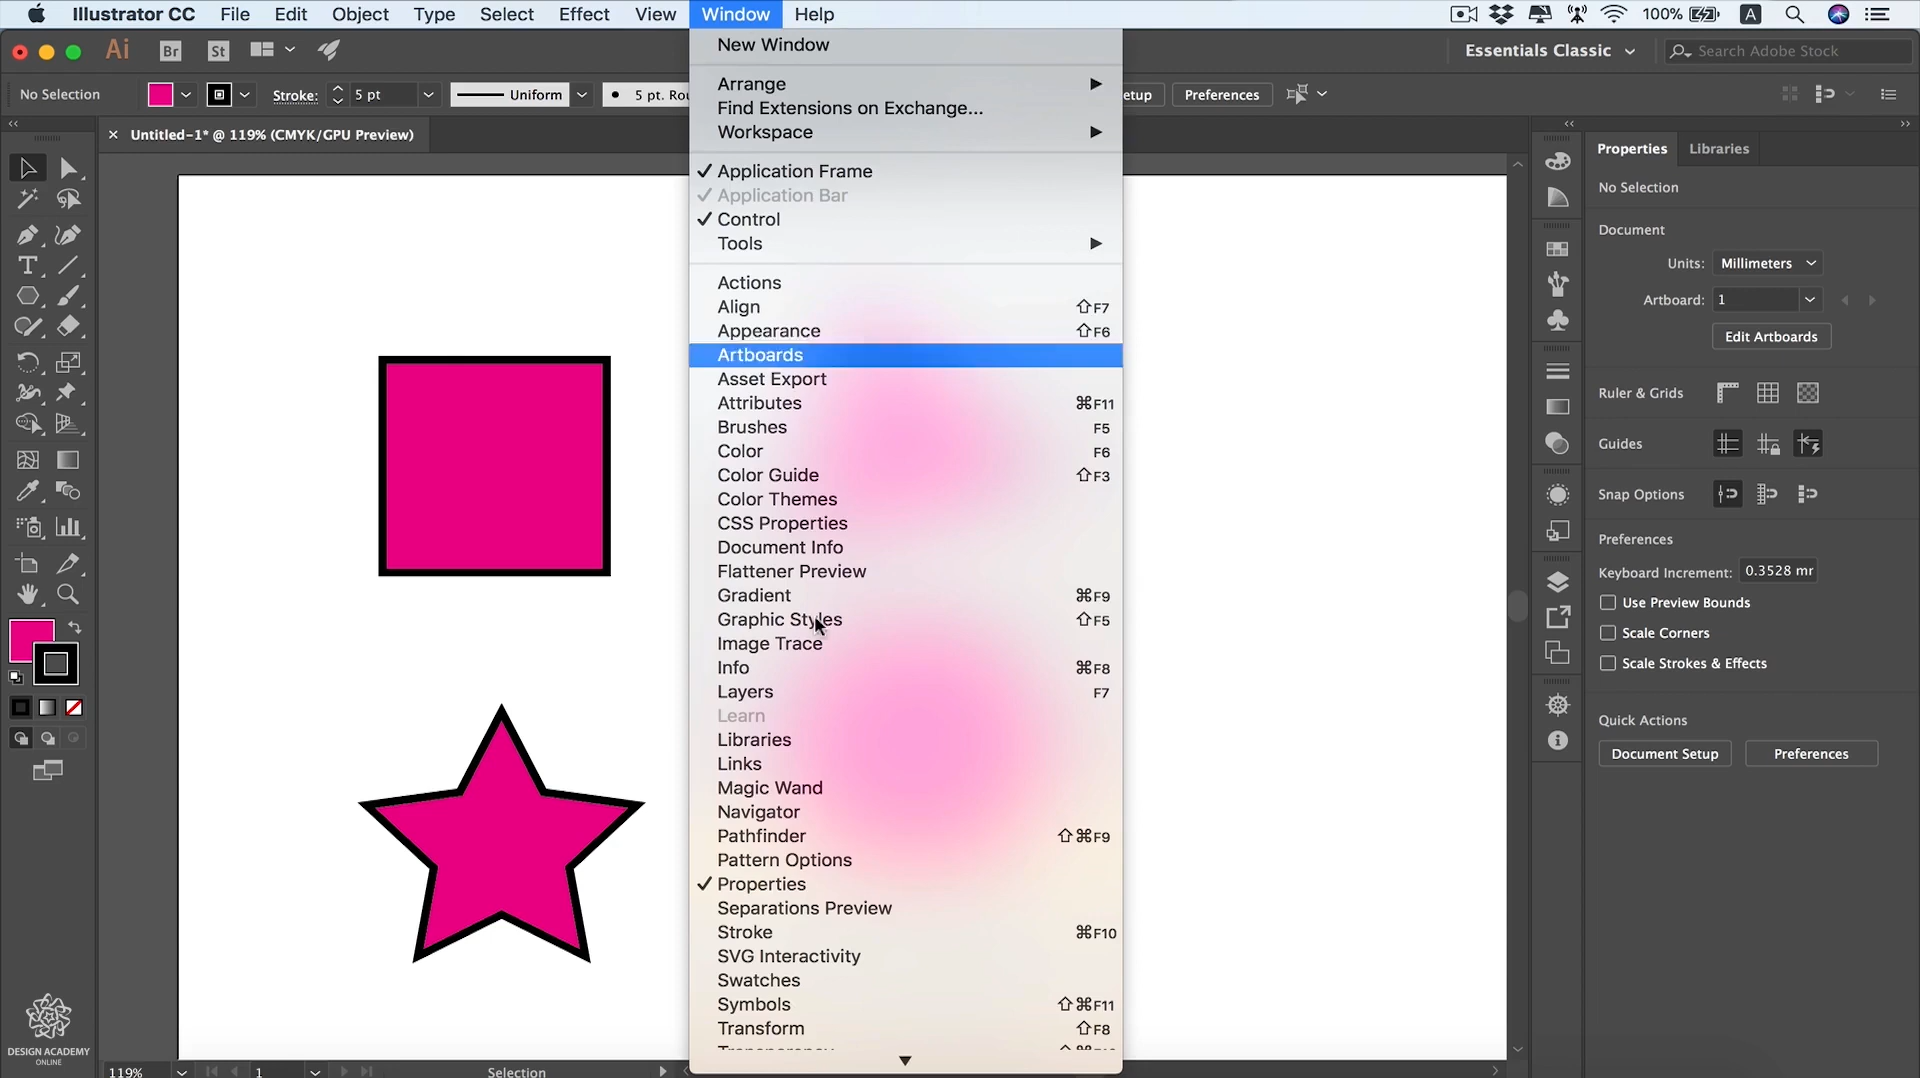 Illustrator CC File Edit Object Type Select Effect View Window Help 100% A
Ai Br St Essentials Classic Search Adobe Stock
No Selection Stroke: 5 pt Uniform 5 pt. Rou etup Preferences
Untitled-1* @ 119% (CMYK/GPU Preview)
New Window
Arrange
Find Extensions on Exchange...
Workspace
Application Frame
Application Bar
Control
Tools
Actions
Align ⇧F7
Appearance ⇧F6
Artboards
Asset Export
Attributes ⌘F11
Brushes F5
Color F6
Color Guide ⇧F3
Color Themes
CSS Properties
Document Info
Flattener Preview
Gradient ⌘F9
Graphic Styles ⇧F5
Image Trace
Info ⌘F8
Layers F7
Learn
Libraries
Links
Magic Wand
Navigator
Pathfinder ⇧⌘F9
Pattern Options
Properties
Separations Preview
Stroke ⌘F10
SVG Interactivity
Swatches
Symbols ⇧⌘F11
Transform ⇧F8
Properties Libraries
No Selection
Document
Units: Millimeters
Artboard: 1
Edit Artboards
Ruler & Grids
Guides
Snap Options
Preferences
Keyboard Increment: 0.3528 mr
Use Preview Bounds
Scale Corners
Scale Strokes & Effects
Quick Actions
Document Setup Preferences
DESIGN ACADEMY
ONLINE
119% 1 Selection